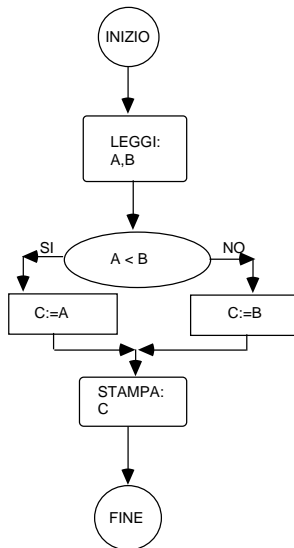 INIZIO
LEGGI:
A,B
SI
A < B
NO
C:=A
C:=B
STAMPA:
C
FINE